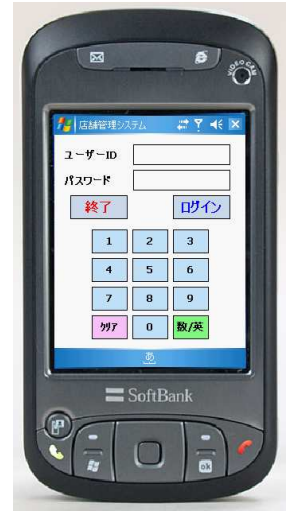 VIDEO CAM
店舗管理システム
ユーザーID
パスワード
終了 ログイン
1 2 3
4 5 6
7 8 9
ｸﾘｱ 0 数/英
あ
SoftBank
ok